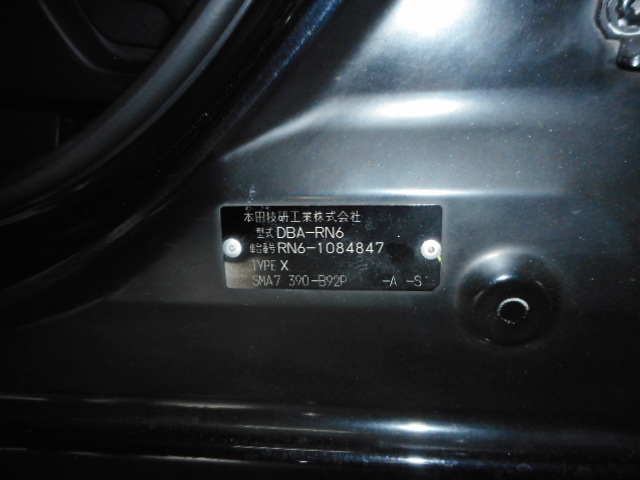 本田技研工業株式会社
型式 DBA-RN6
車台番号 RN6-1084847
TYPE X
SMA7 390-B92P -A -S